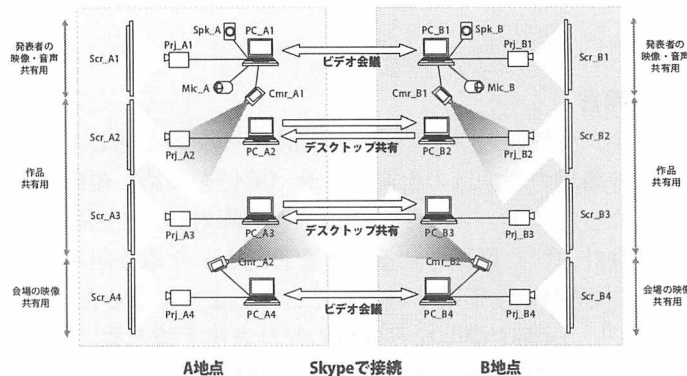 発表者の
映像・音声
共有用
Scr_A1
Prj_A1
Spk_A
PC_A1
Mic_A
Cmr_A1
ビデオ会議
PC_B1
Spk_B
Prj_B1
Mic_B
Cmr_B1
Scr_B1
発表者の
映像・音声
共有用
作品
共有用
Scr_A2
Prj_A2
PC_A2
デスクトップ共有
PC_B2
Prj_B2
Scr_B2
作品
共有用
Scr_A3
Prj_A3
PC_A3
デスクトップ共有
PC_B3
Prj_B3
Scr_B3
会場の映像
共有用
Scr_A4
Prj_A4
Cmr_A2
PC_A4
ビデオ会議
Cmr_B2
PC_B4
Prj_B4
Scr_B4
会場の映像
共有用
A地点
Skypeで接続
B地点